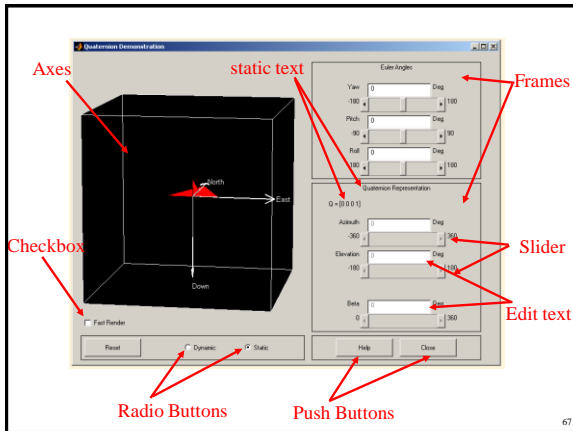 Quaternion Demonstration
Axes
static text
Frames
Euler Angles
Yaw 0 Deg
-180 180
Pitch 0 Deg
-90 90
Roll 0 Deg
-180 180
North
East
Down
Quaternion Representation
Q = [0 0 0 1]
Azimuth 0 Deg
-360 360
Elevation 0 Deg
-180 180
Beta 0 Deg
0 360
Checkbox
Slider
Edit text
Fast Render
Reset Dynamic Static Help Close
Radio Buttons
Push Buttons
67